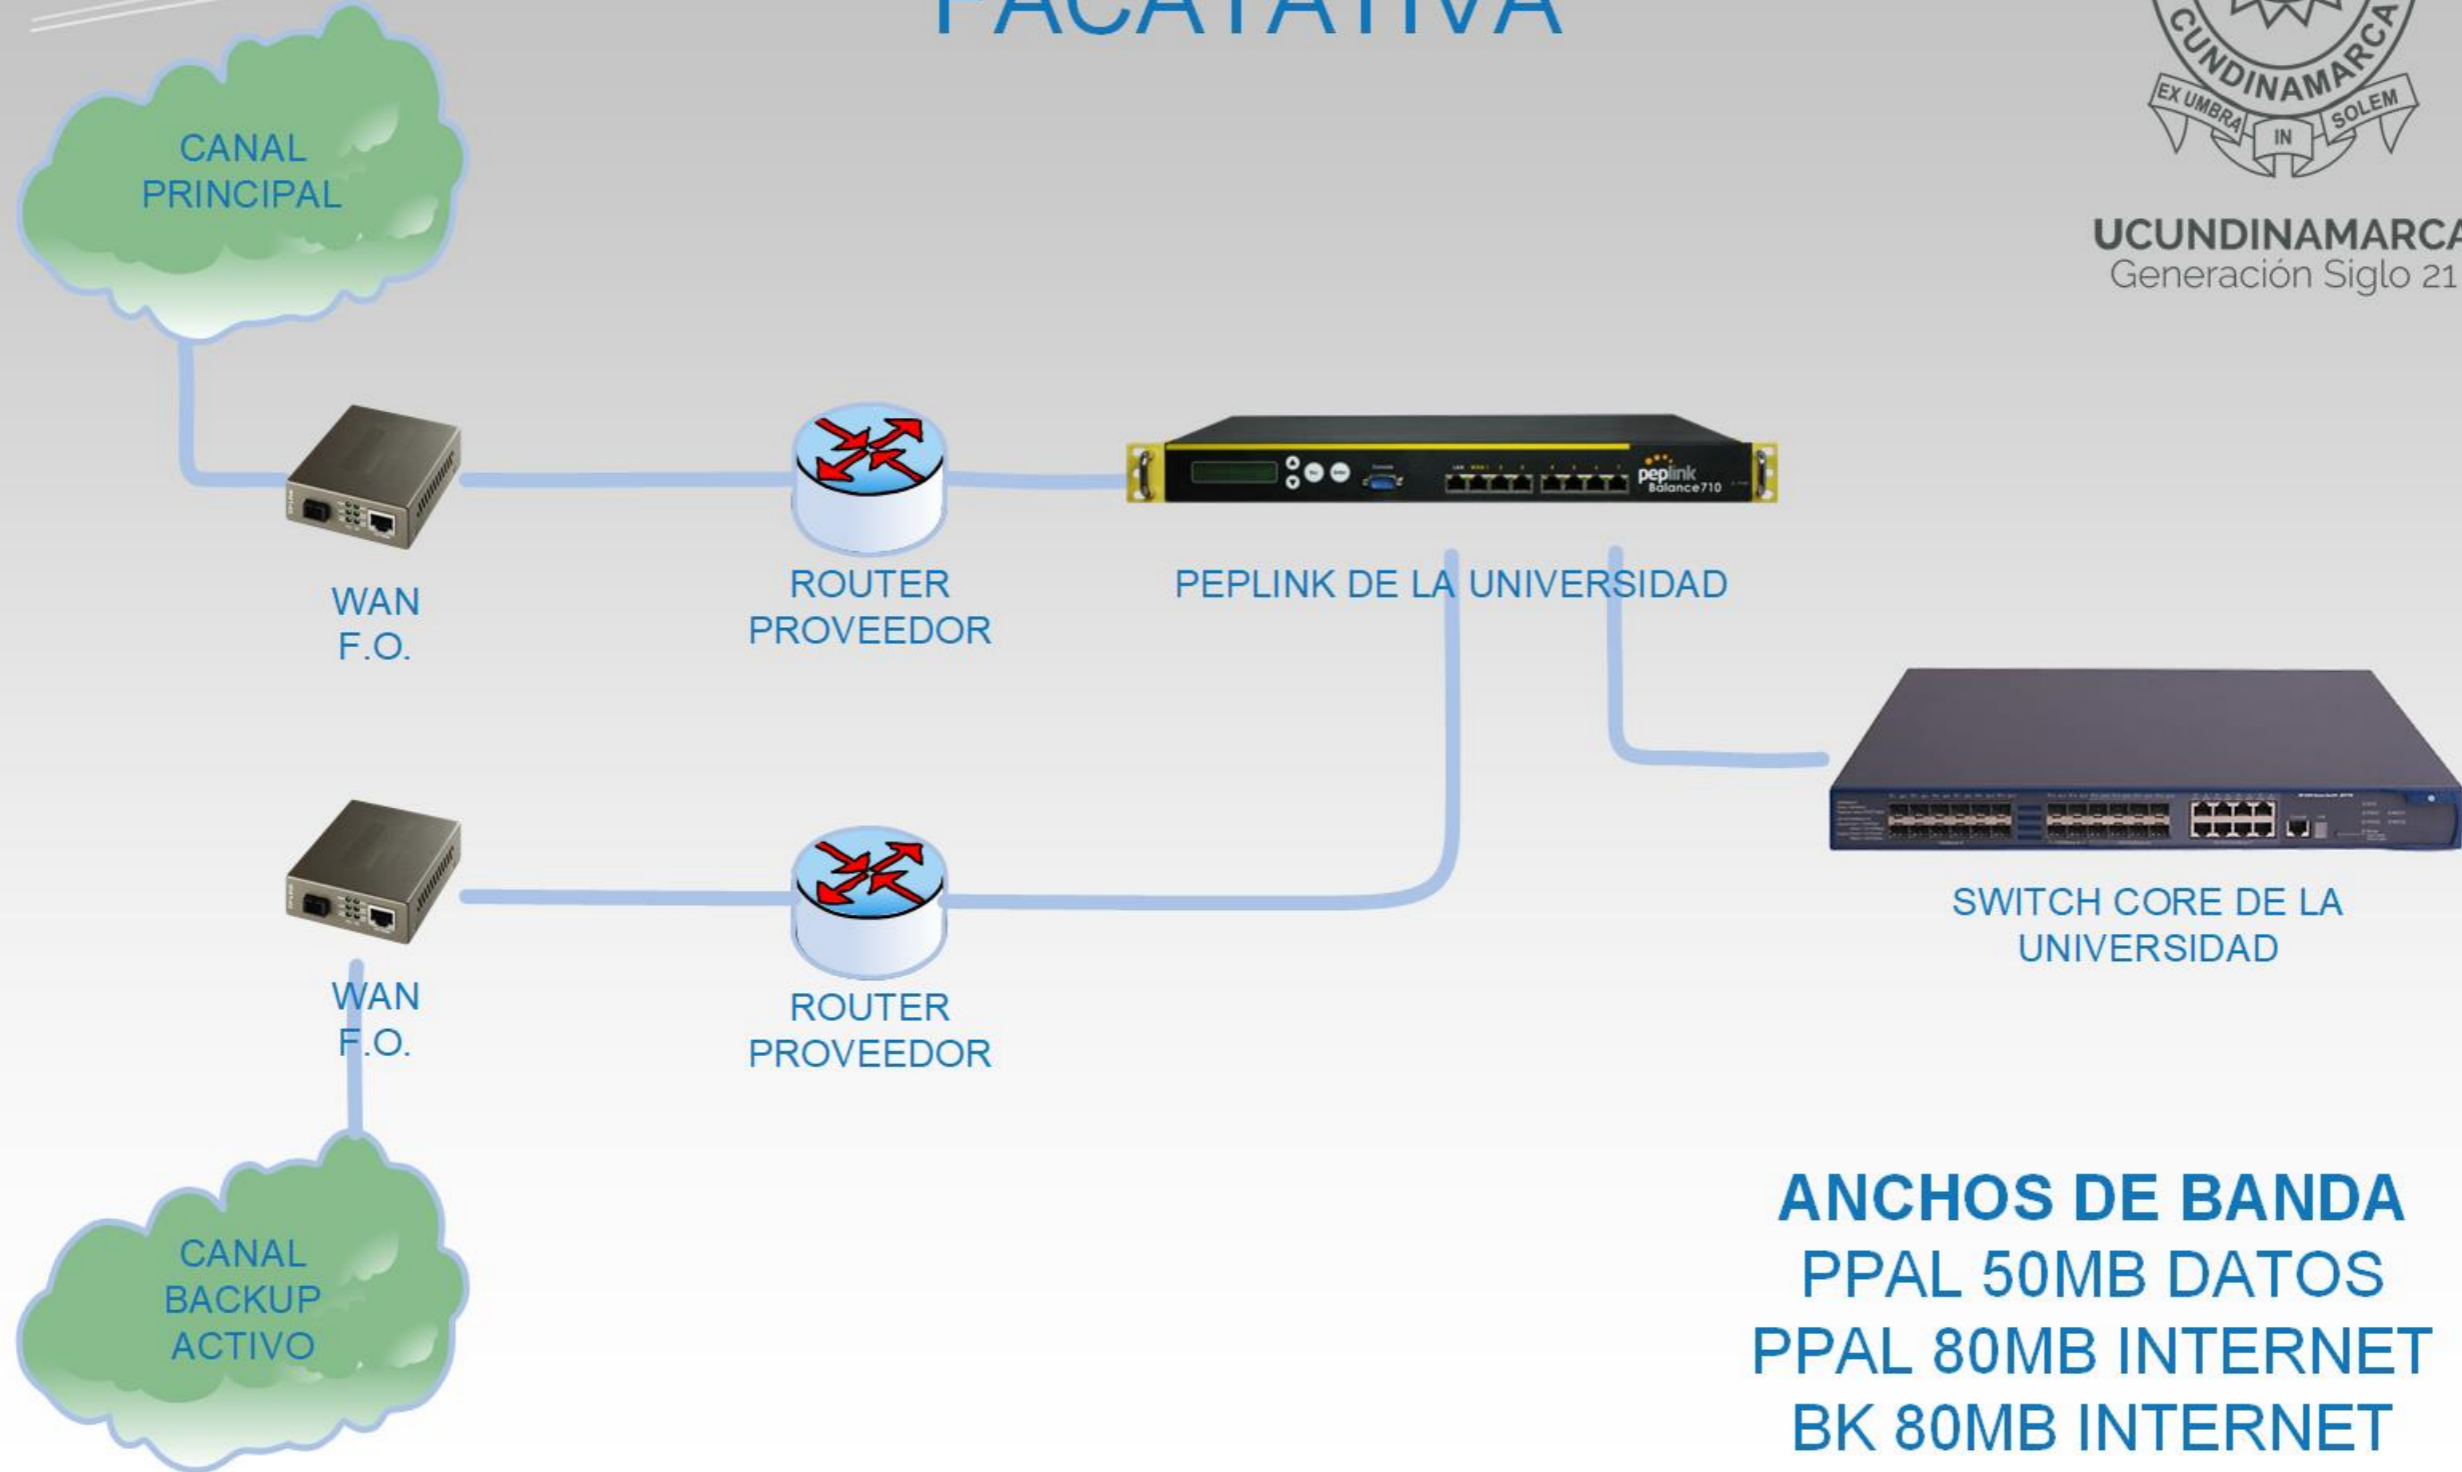 FACATATIVA
CUNDINAMARCA
EX UMBRA IN SOLEM
UCUNDINAMARCA
Generación Siglo 21
CANAL
PRINCIPAL
WAN
F.O.
ROUTER
PROVEEDOR
peplink
Balance710
PEPLINK DE LA UNIVERSIDAD
SWITCH CORE DE LA
UNIVERSIDAD
WAN
F.O.
ROUTER
PROVEEDOR
CANAL
BACKUP
ACTIVO
ANCHOS DE BANDA
PPAL 50MB DATOS
PPAL 80MB INTERNET
BK 80MB INTERNET